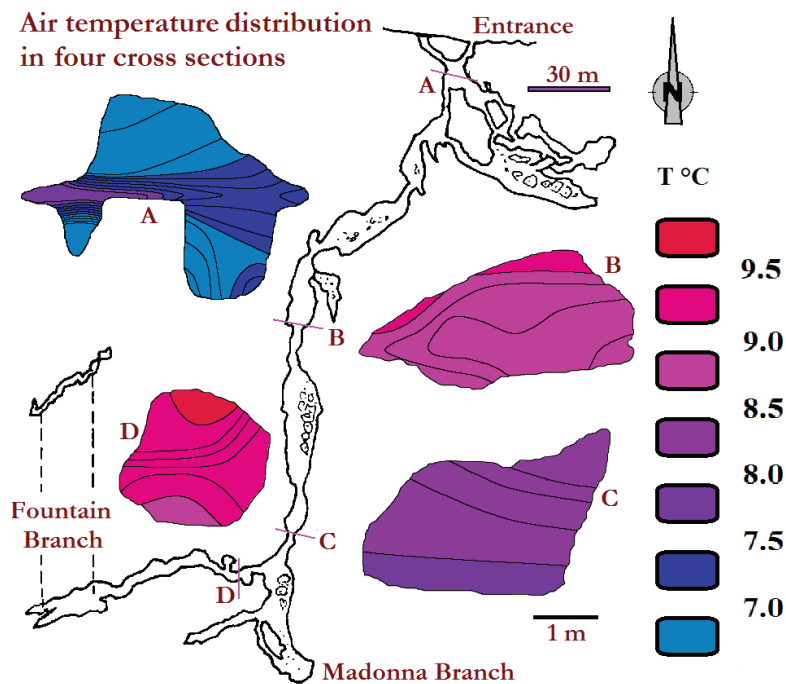 Air temperature distribution
in four cross sections
Entrance
A
30 m
N
T °C
A
B
9.5
B
9.0
8.5
D
8.0
C
Fountain
Branch
C
7.5
D
7.0
1 m
Madonna Branch